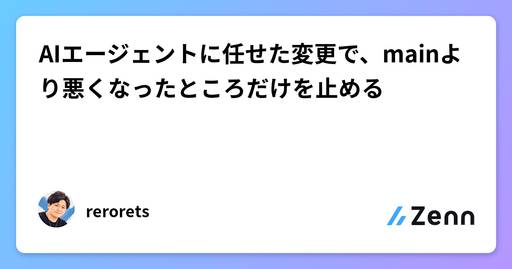 AIエージェントに任せた変更で、mainよ
り悪くなったところだけを止める
rerorets
Zenn